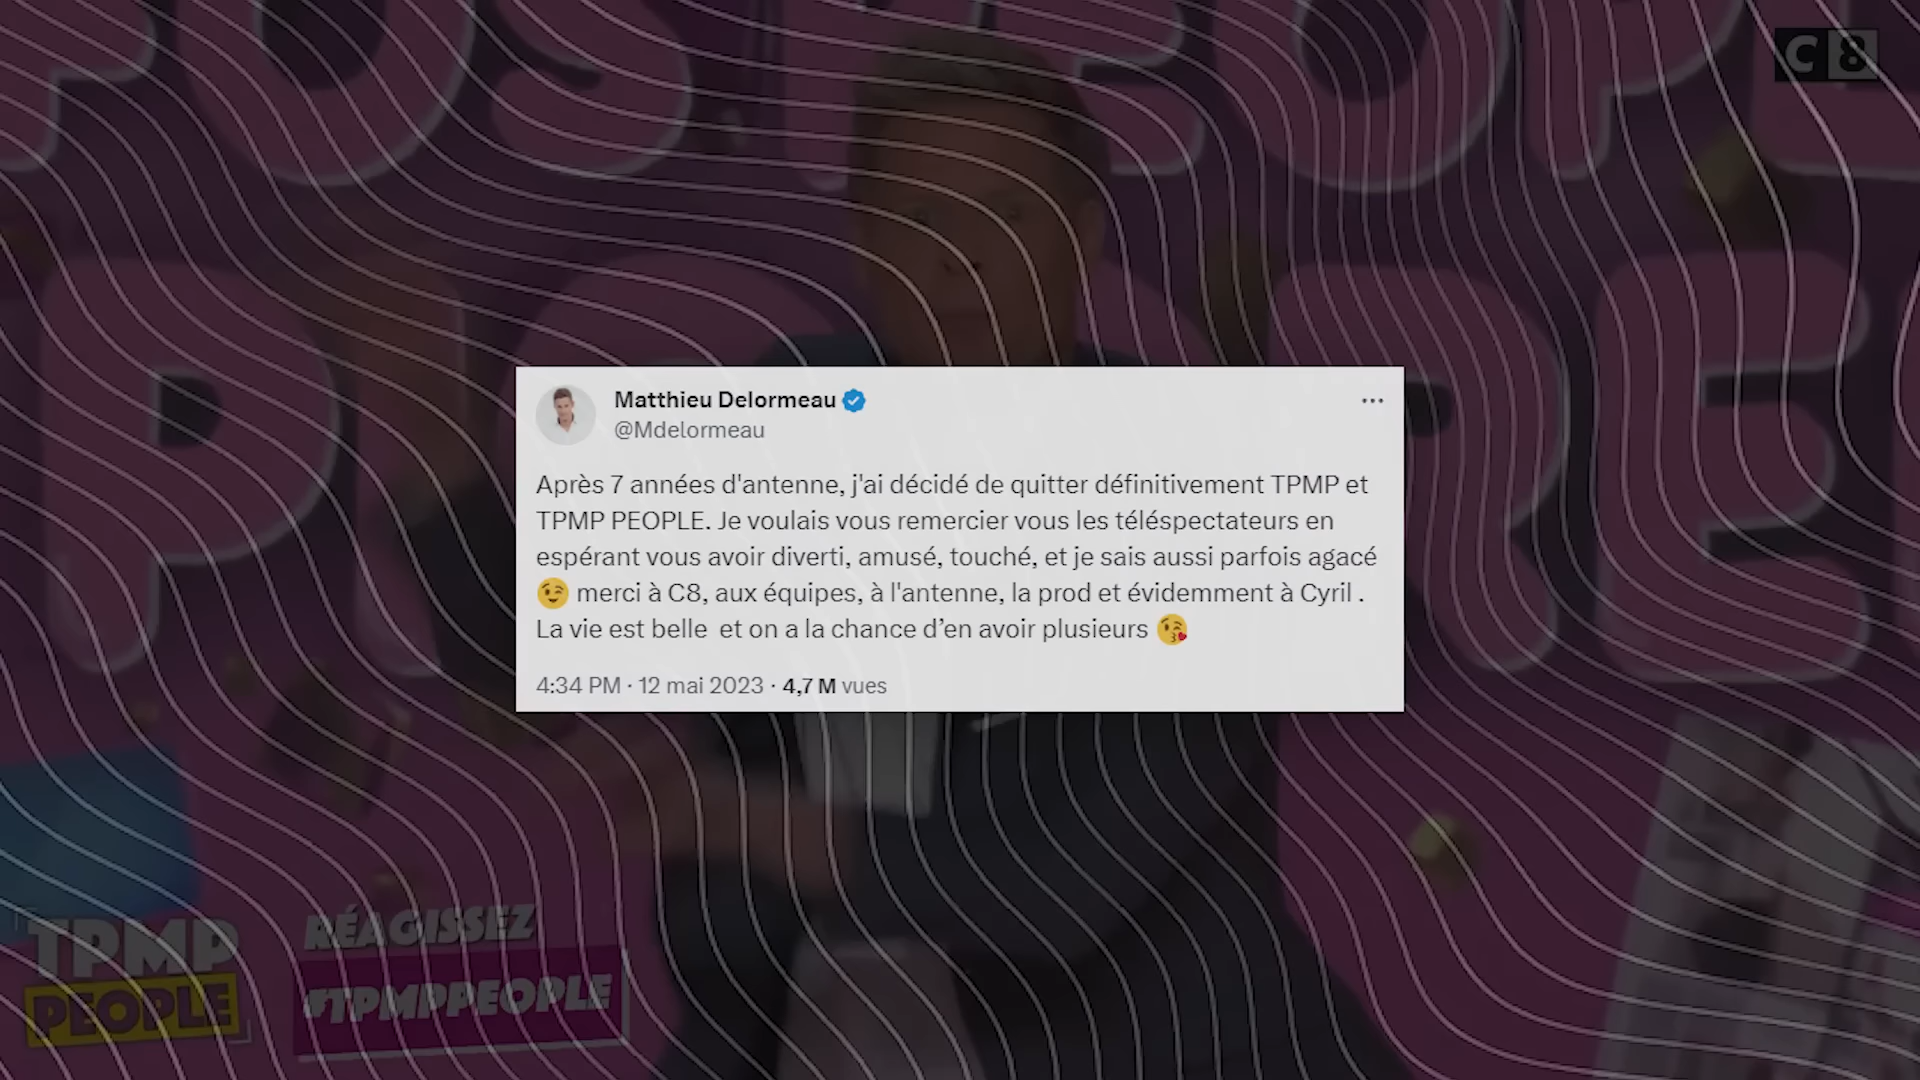 C8
Matthieu Delormeau
@Mdelormeau
Après 7 années d'antenne, j'ai décidé de quitter définitivement TPMP et
TPMP PEOPLE. Je voulais vous remercier vous les téléspectateurs en
espérant vous avoir diverti, amusé, touché, et je sais aussi parfois agacé
😉 merci à C8, aux équipes, à l'antenne, la prod et évidemment à Cyril .
La vie est belle  et on a la chance d’en avoir plusieurs 😘
4:34 PM · 12 mai 2023 · 4,7 M vues
TPMP
PEOPLE
RÉAGISSEZ
#TPMPPEOPLE